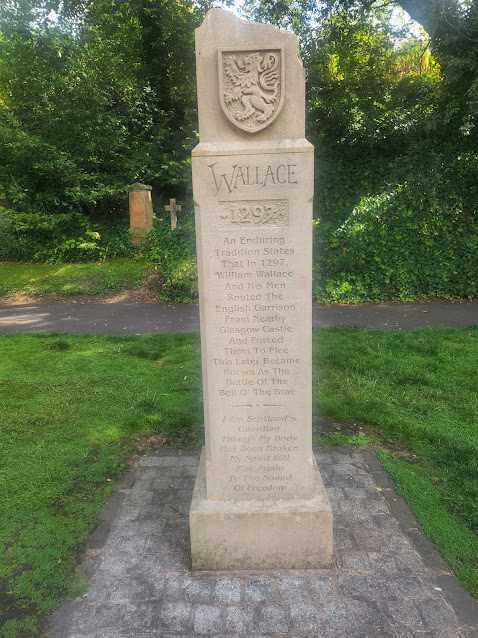 WALLACE
1297
An Enduring
Tradition States
That In 1297,
William Wallace
And His Men
Routed The
English Garrison
From Nearby
Glasgow Castle
And Forced
Them To Flee
This Later Became
Known As The
Battle Of The
Bell O' The Brae
I Am Scotland's
Guardian
Though My Body
Has Been Broken
My Spirit Will
Rise Again
To The Sound
Of Freedom